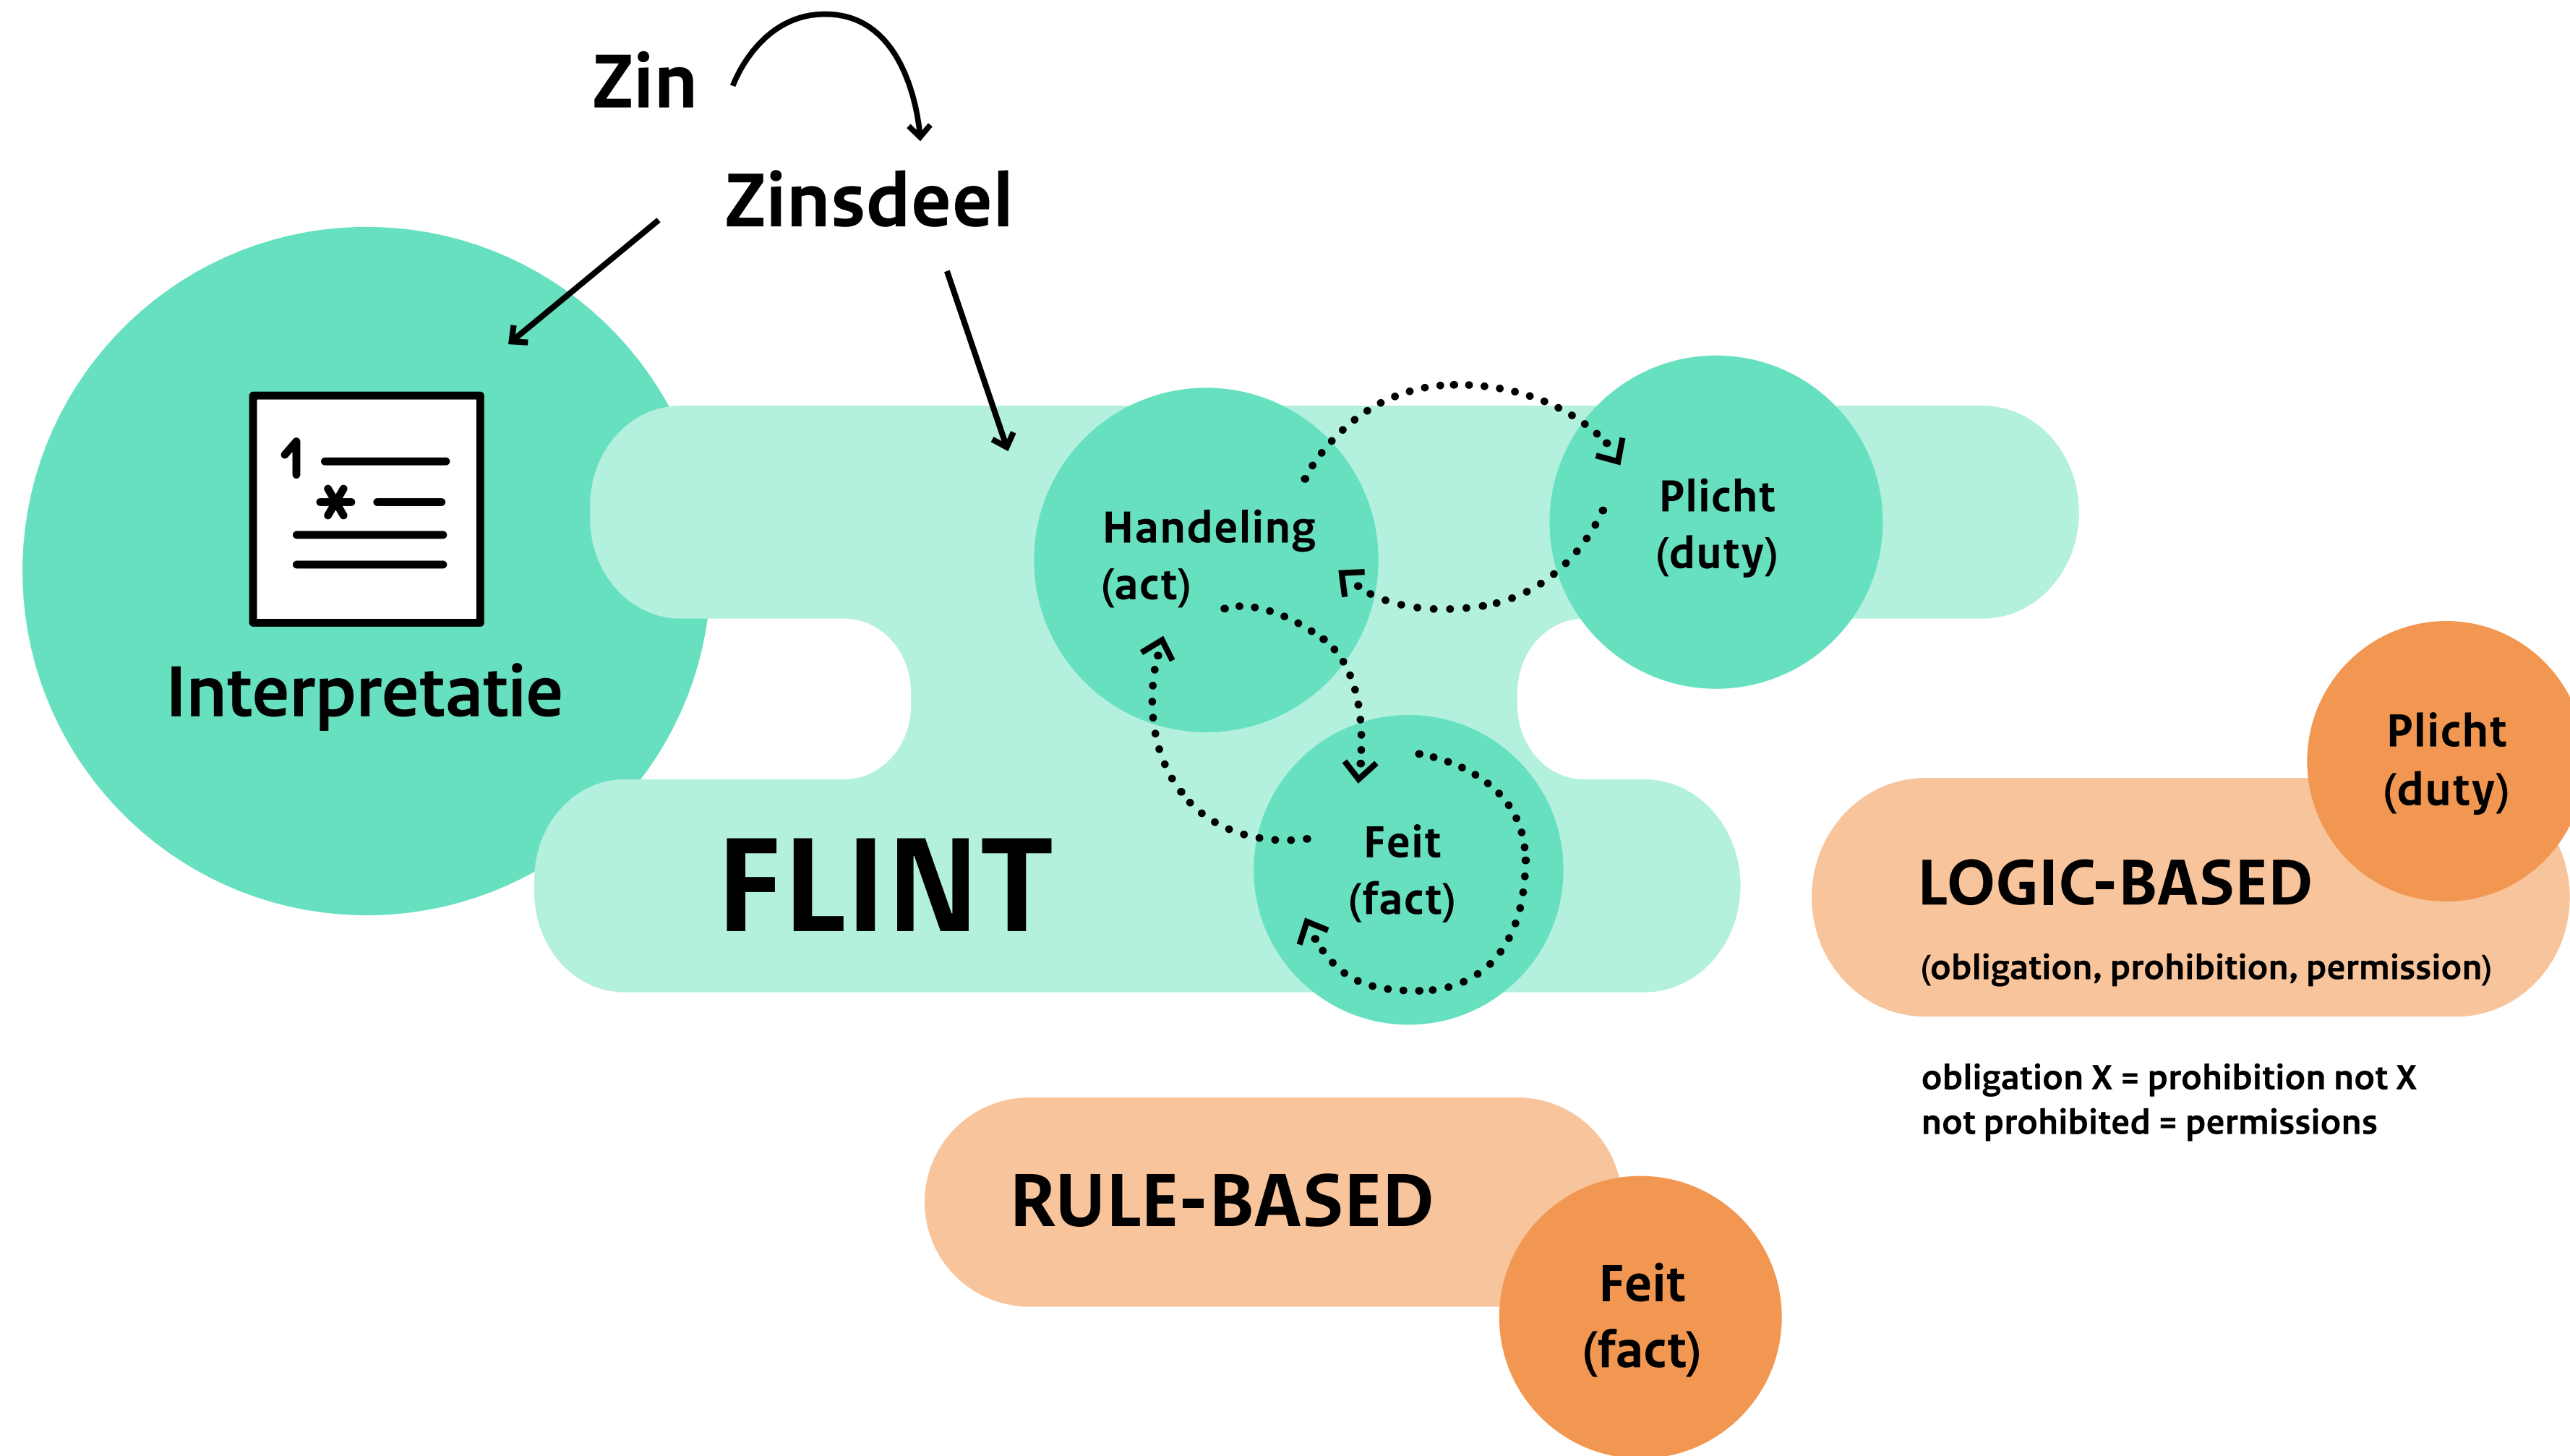 Zin
Zinsdeel
1
*
Interpretatie
Handeling
(act)
Plicht
(duty)
Feit
(fact)
FLINT
Plicht
(duty)
LOGIC-BASED
(obligation, prohibition, permission)
obligation X = prohibition not X
not prohibited = permissions
RULE-BASED
Feit
(fact)